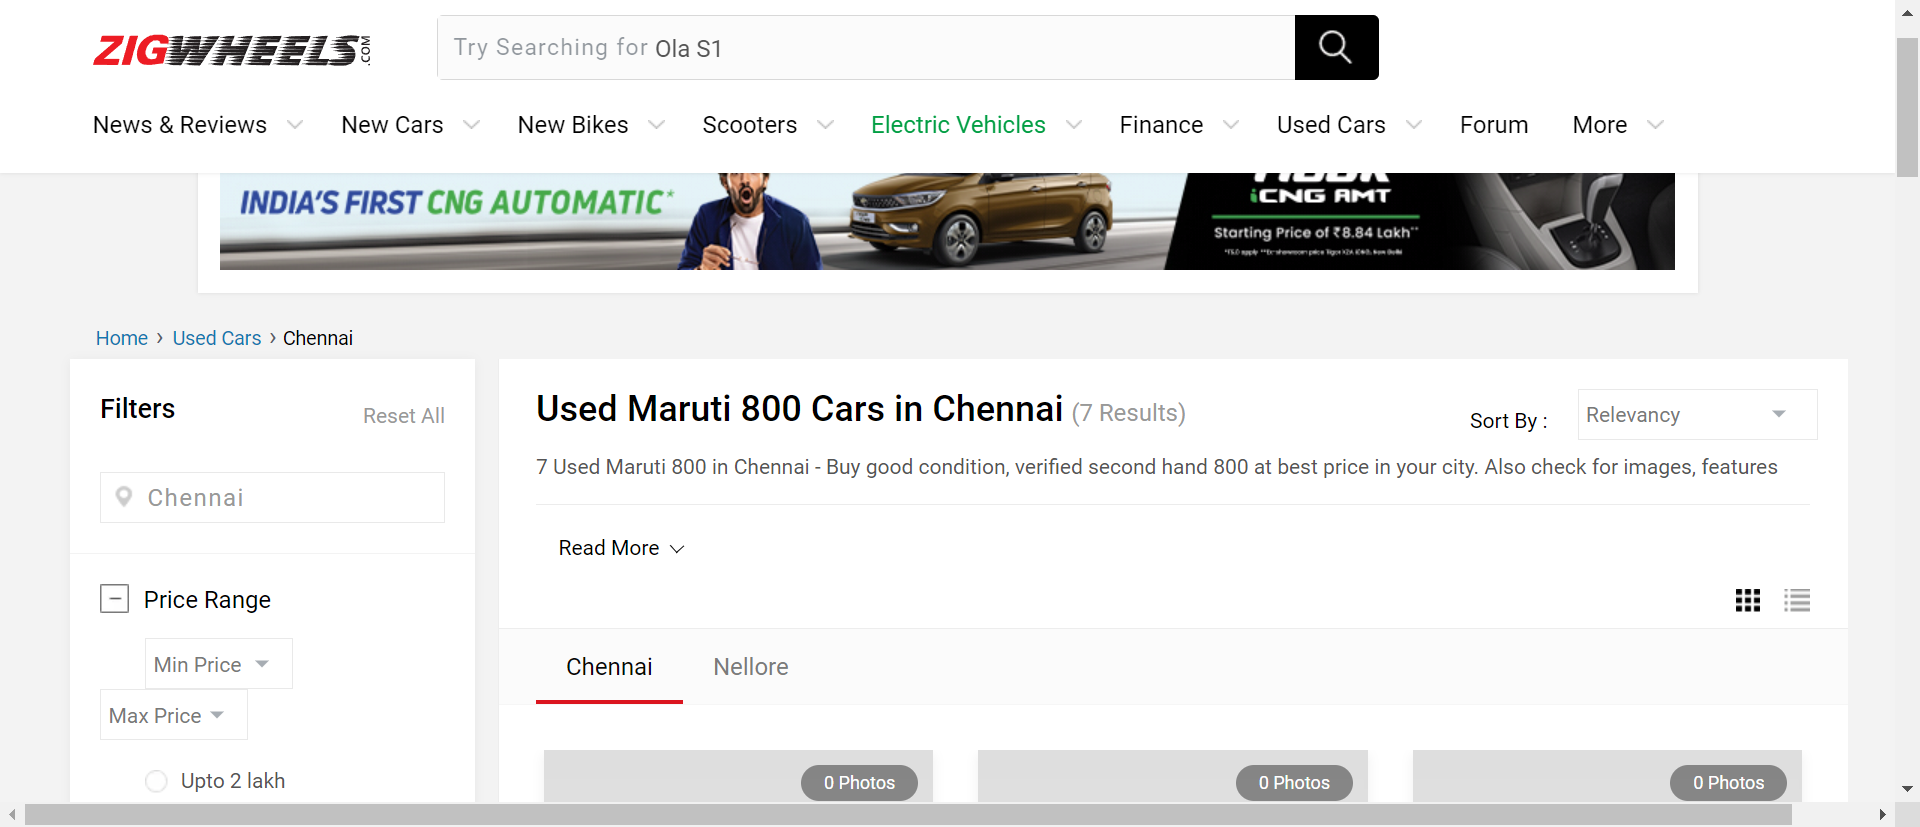 ZIGWHEELS.COM
Try Searching for Ola S1
News & Reviews New Cars New Bikes Scooters Electric Vehicles Finance Used Cars Forum More
INDIA'S FIRST CNG AUTOMATIC*
iCNG AMT
Starting Price of ₹8.84 Lakh**
Home › Used Cars › Chennai
Filters
Reset All
Chennai
Price Range
Min Price
Max Price
Upto 2 lakh
Used Maruti 800 Cars in Chennai (7 Results)
Sort By : Relevancy
7 Used Maruti 800 in Chennai - Buy good condition, verified second hand 800 at best price in your city. Also check for images, features
Read More
Chennai Nellore
0 Photos 0 Photos 0 Photos